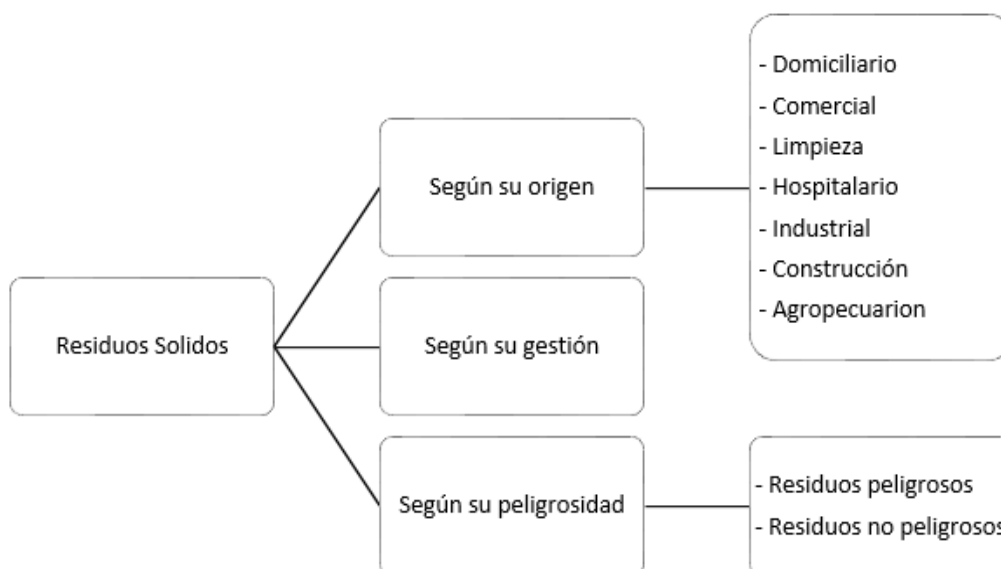 Residuos Solidos
Según su origen
- Domiciliario
- Comercial
- Limpieza
- Hospitalario
- Industrial
- Construcción
- Agropecuarion
Según su gestión
Según su peligrosidad
- Residuos peligrosos
- Residuos no peligrosos